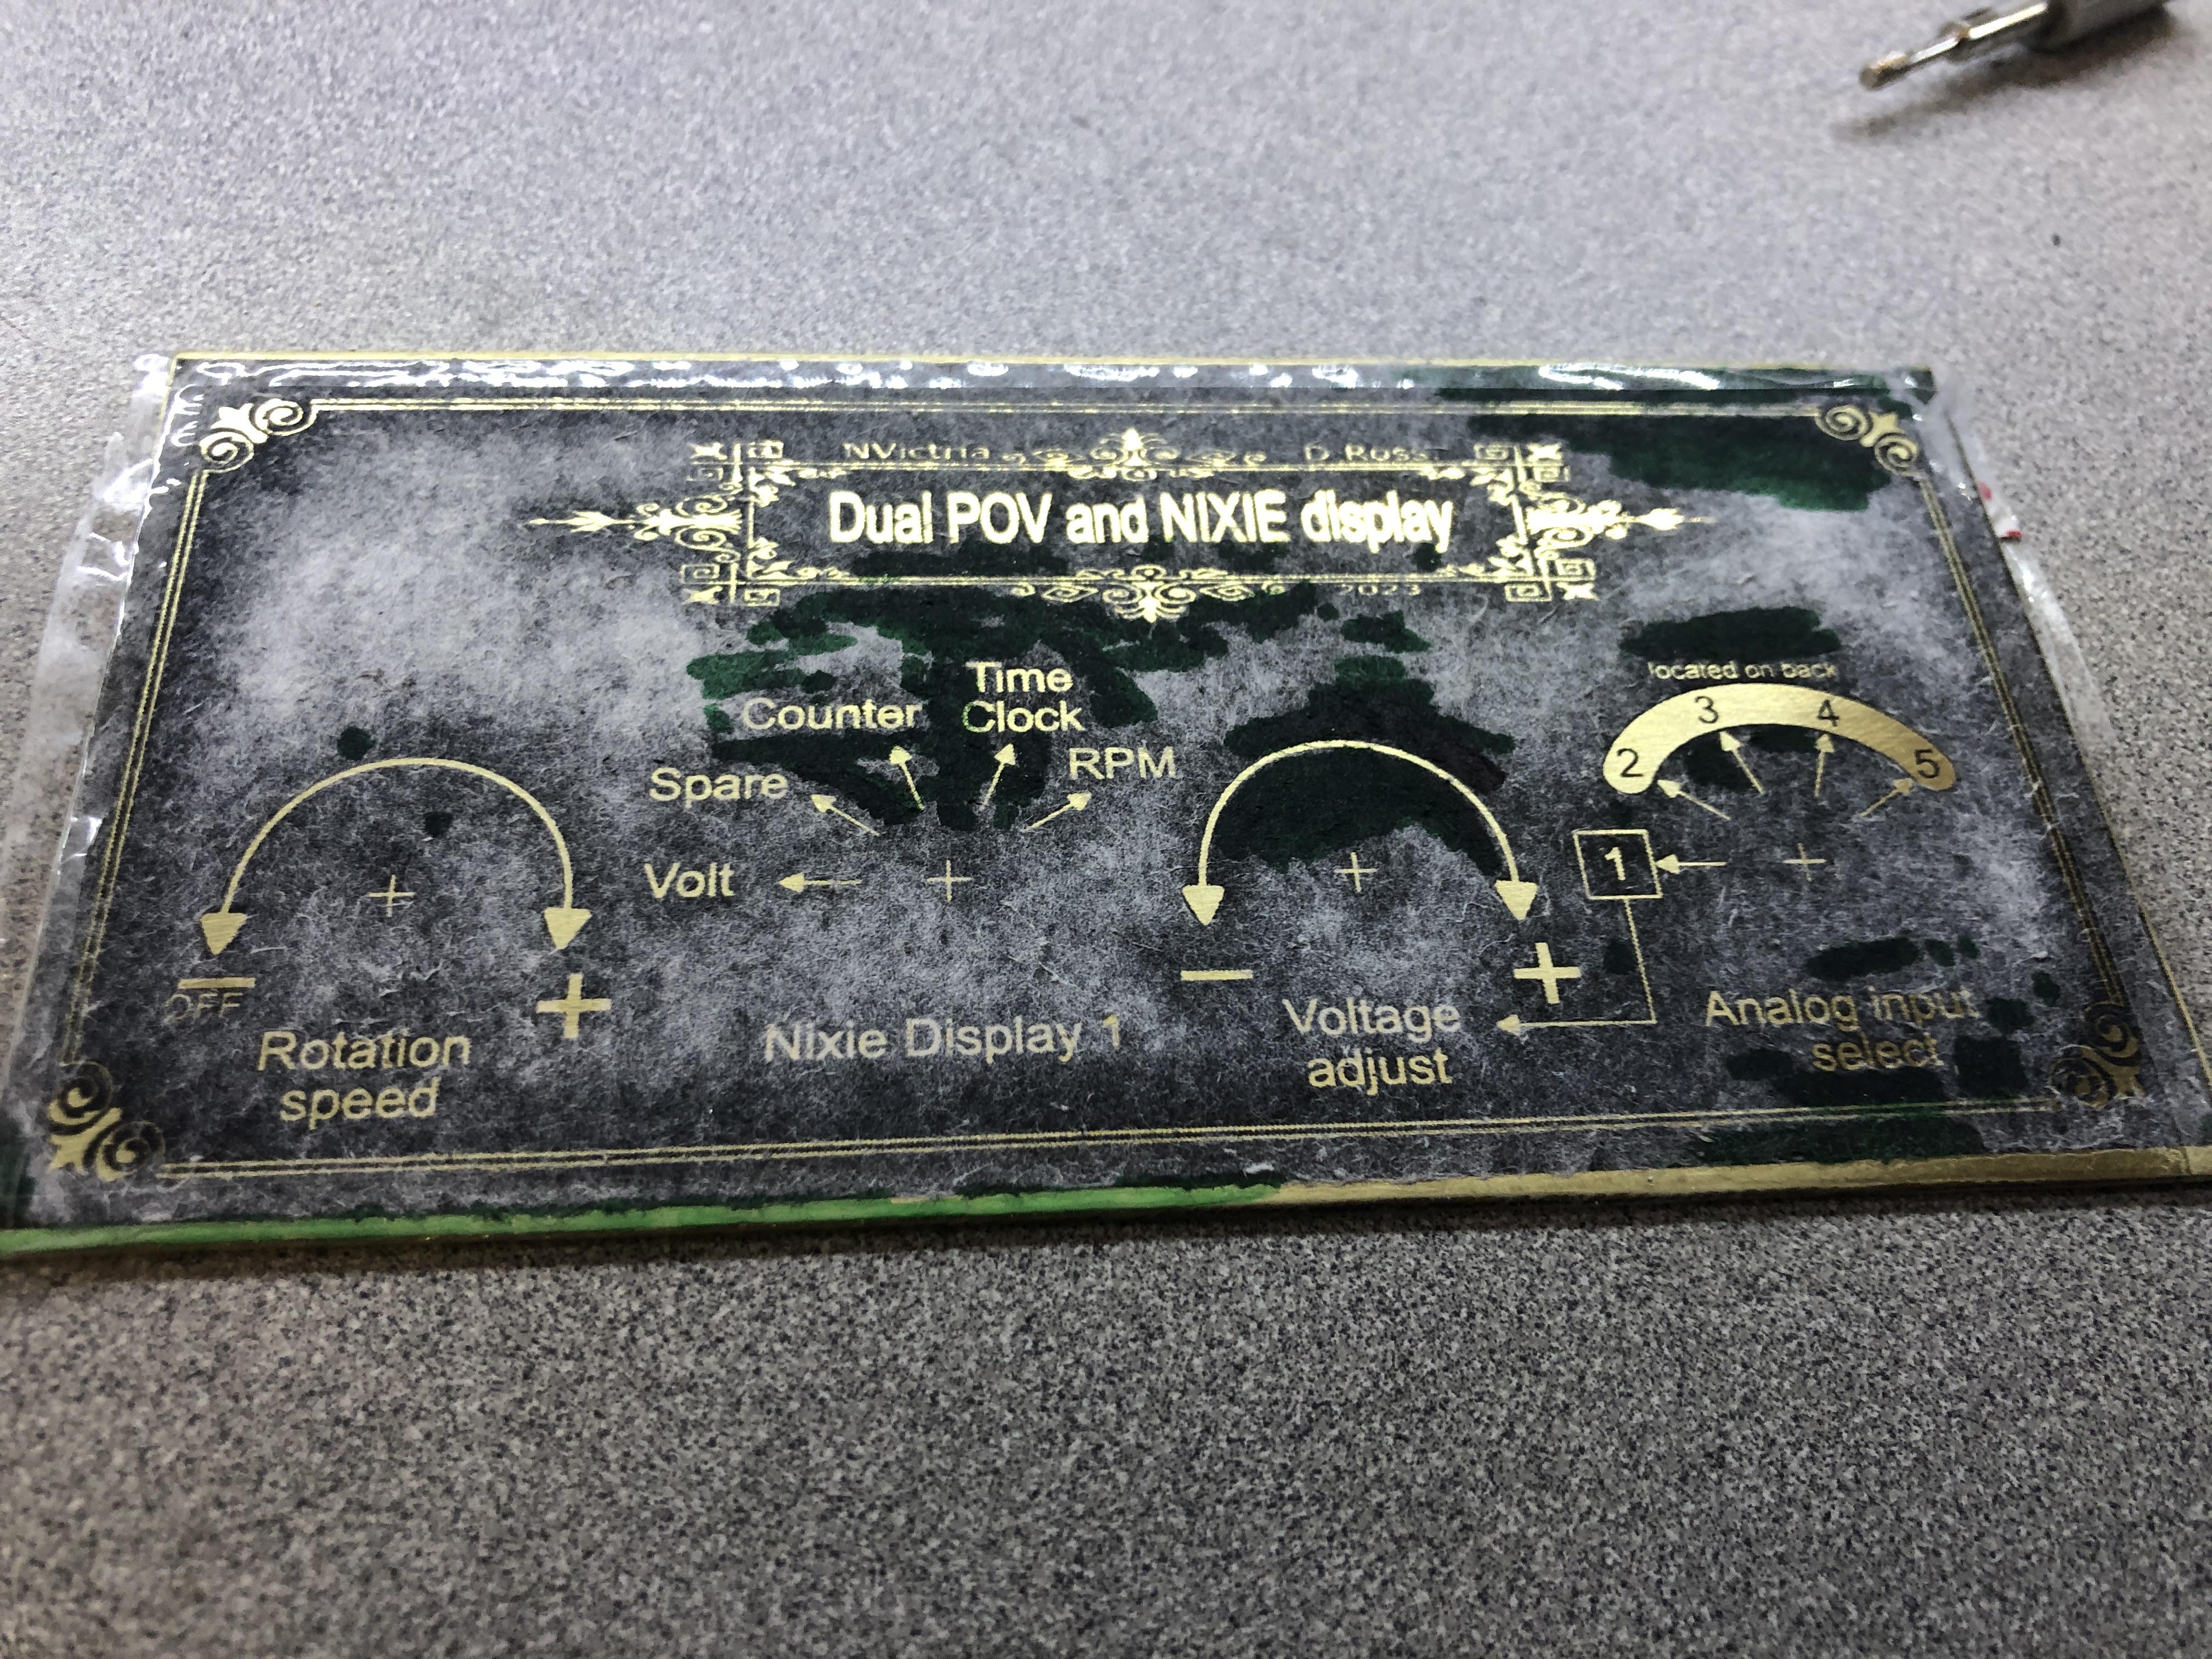 NVictria D.Ross
Dual POV and NIXIE display
2023
Time
Clock
Counter
RPM
Spare
Volt
Nixie Display 1
OFF
+
Rotation
speed
−
+
Voltage
adjust
located on back
2 3 4 5
1
Analog input
select